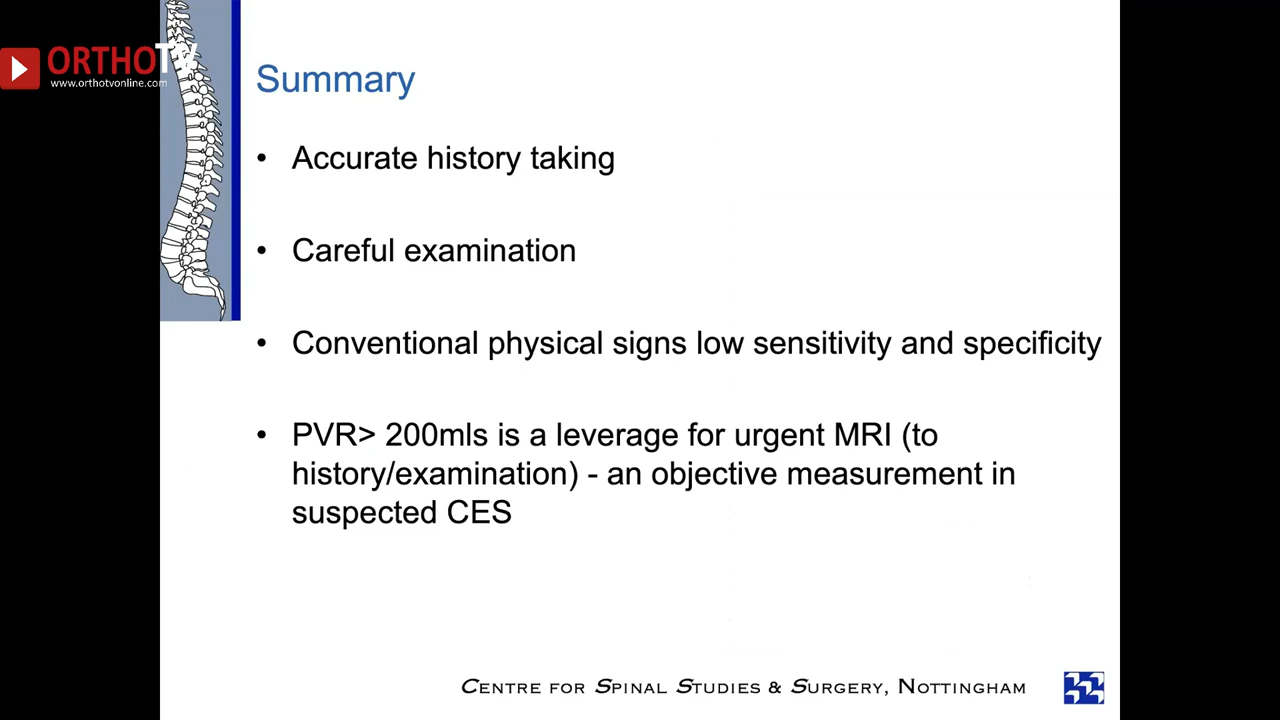 ORTHOTV
www.orthotvonline.com
Summary
• Accurate history taking
• Careful examination
• Conventional physical signs low sensitivity and specificity
• PVR> 200mls is a leverage for urgent MRI (to
history/examination) - an objective measurement in
suspected CES
CENTRE FOR SPINAL STUDIES & SURGERY, NOTTINGHAM